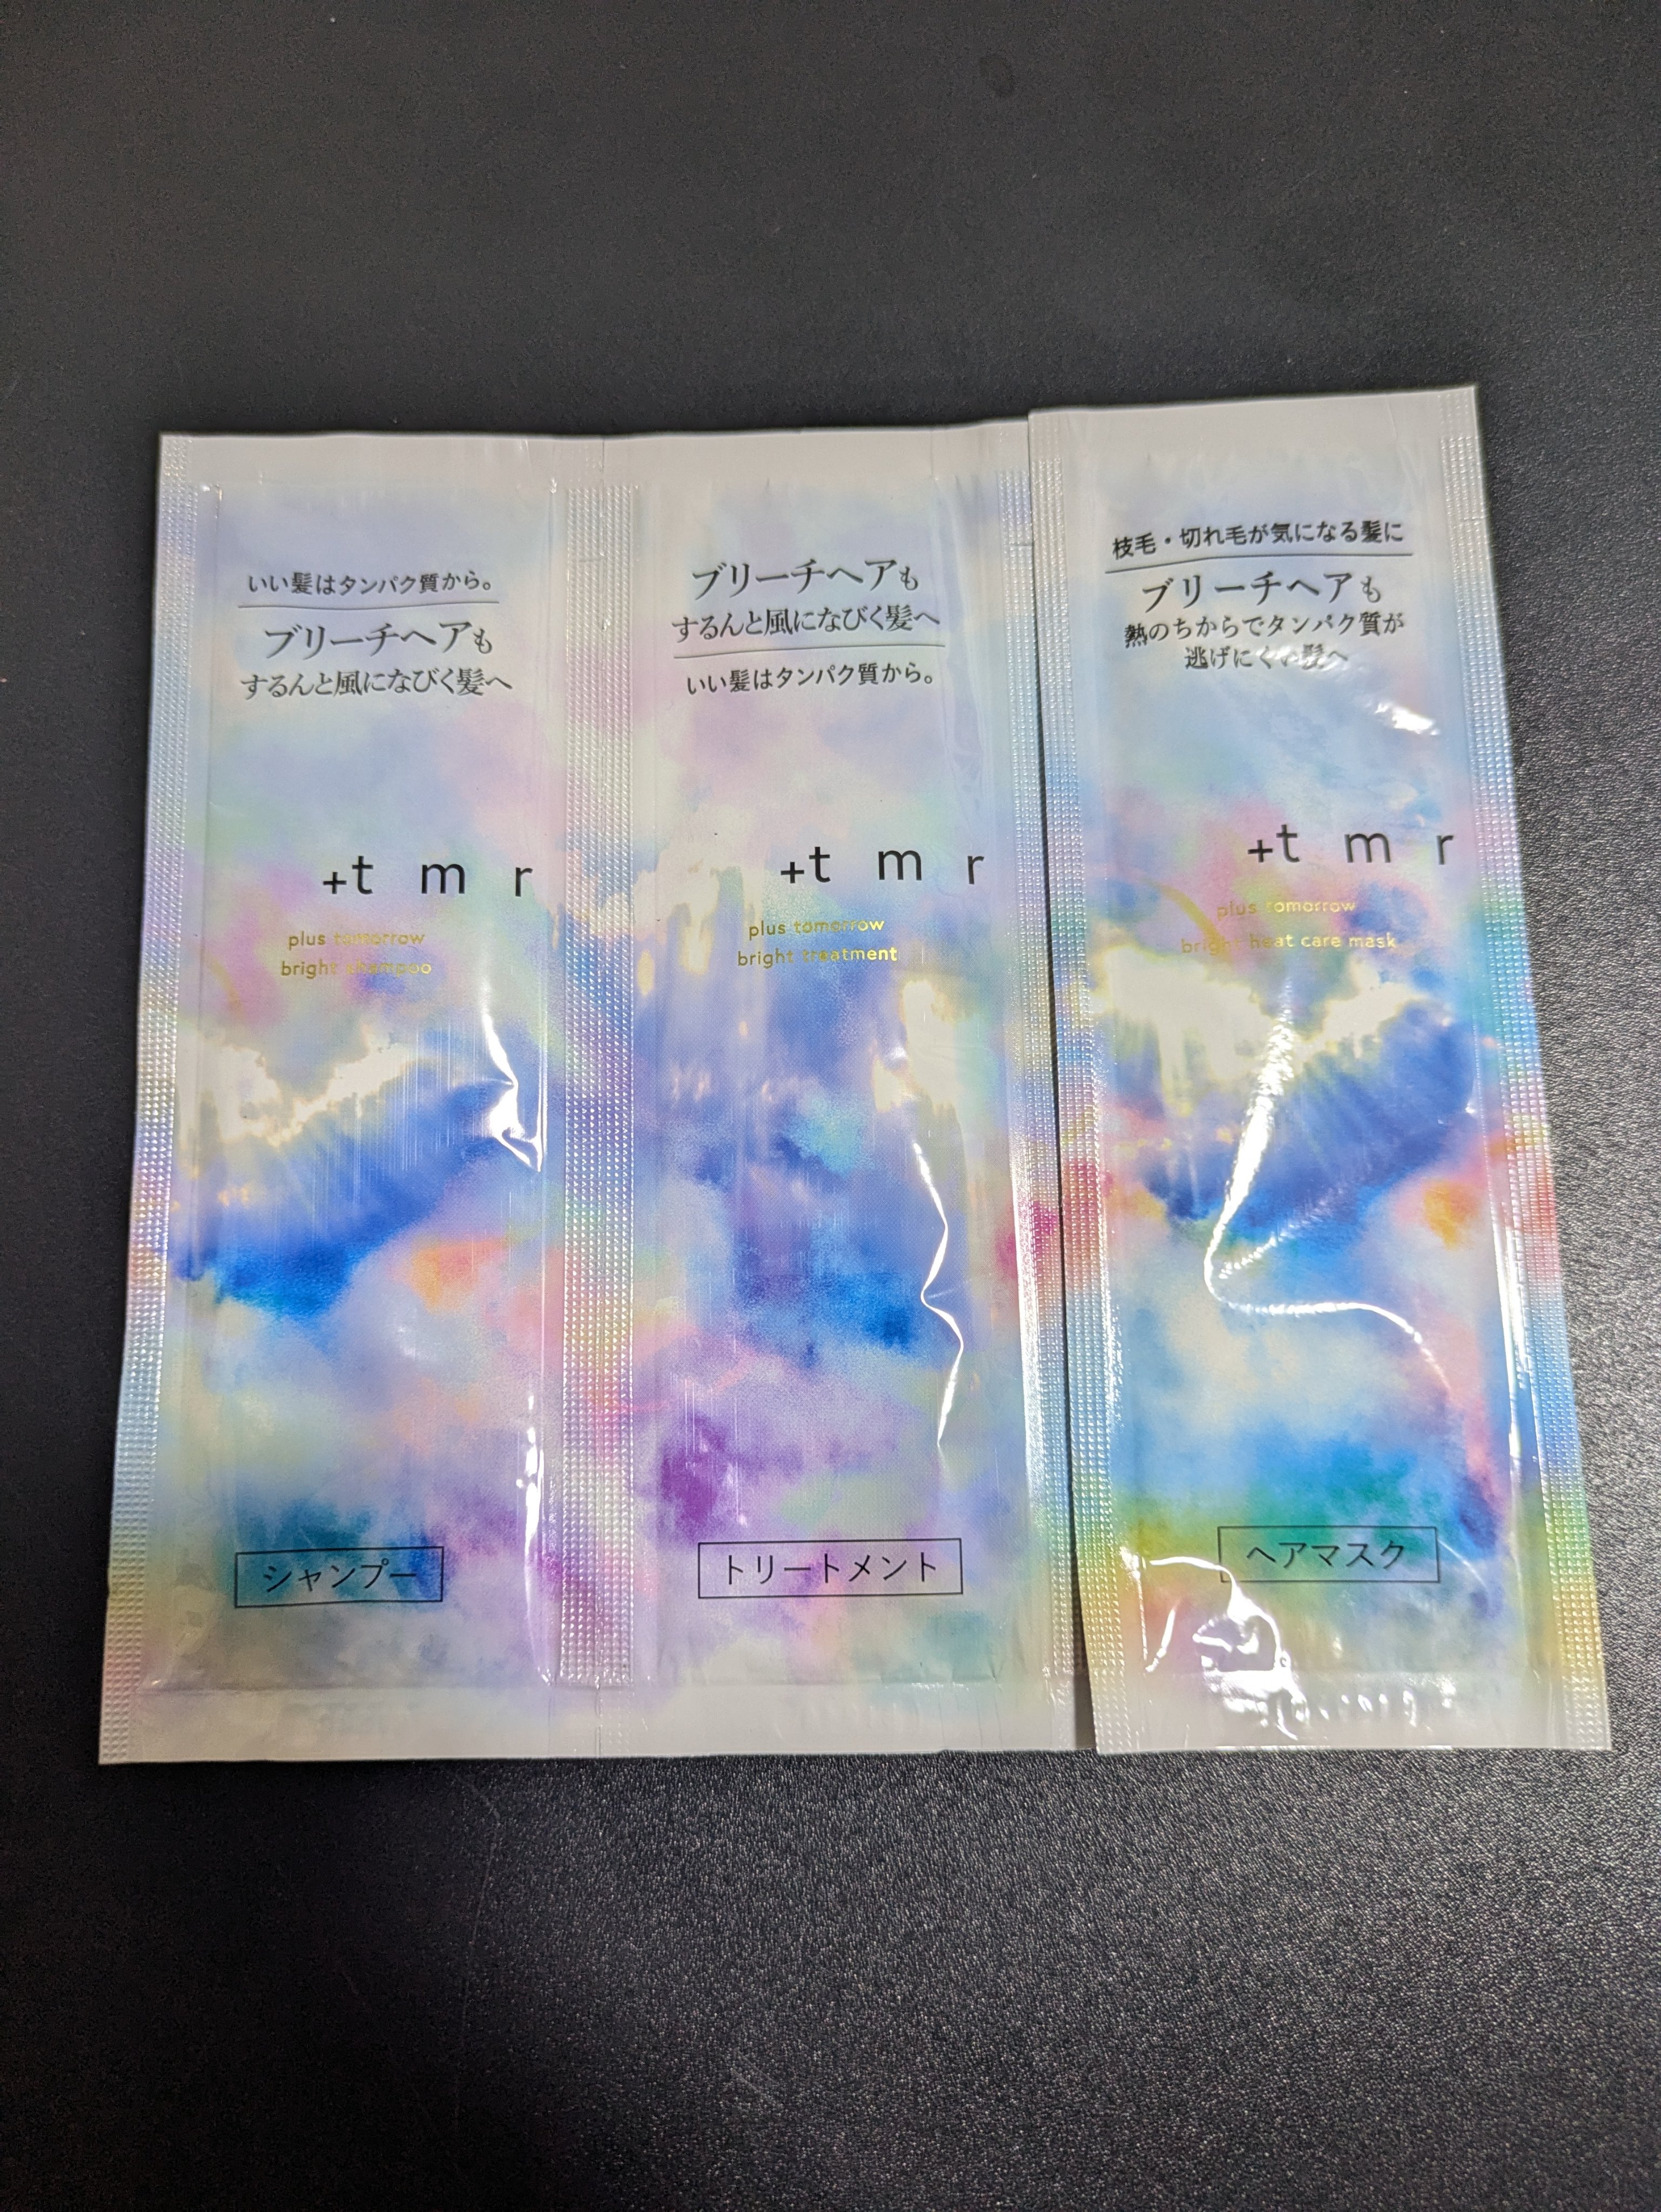 いい髪はタンパク質から。
ブリーチヘアも
するんと風になびく髪へ
+t m r
plus tomorrow
bright shampoo
シャンプー
ブリーチヘアも
するんと風になびく髪へ
いい髪はタンパク質から。
+t m r
plus tomorrow
bright treatment
トリートメント
枝毛・切れ毛が気になる髪に
ブリーチヘアも
熱のちからでタンパク質が
逃げにくい髪へ
+t m r
plus tomorrow
bright heat care mask
ヘアマスク